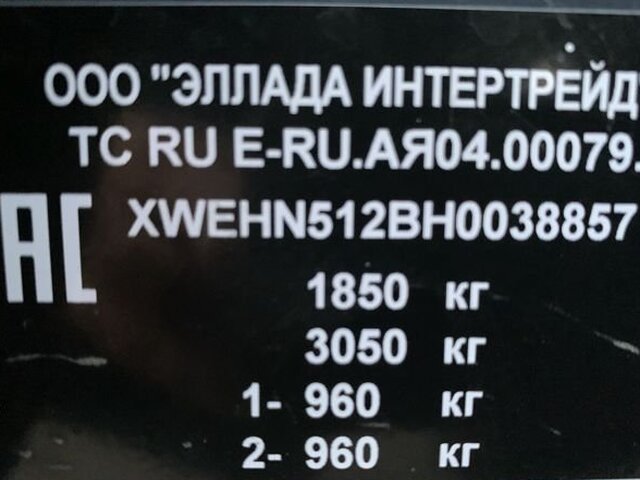 ООО "ЭЛЛАДА ИНТЕРТРЕЙД
ТС RU E-RU.АЯ04.00079.
EAC
XWEHN512BH0038857
1850 кг
3050 кг
1- 960 кг
2- 960 кг